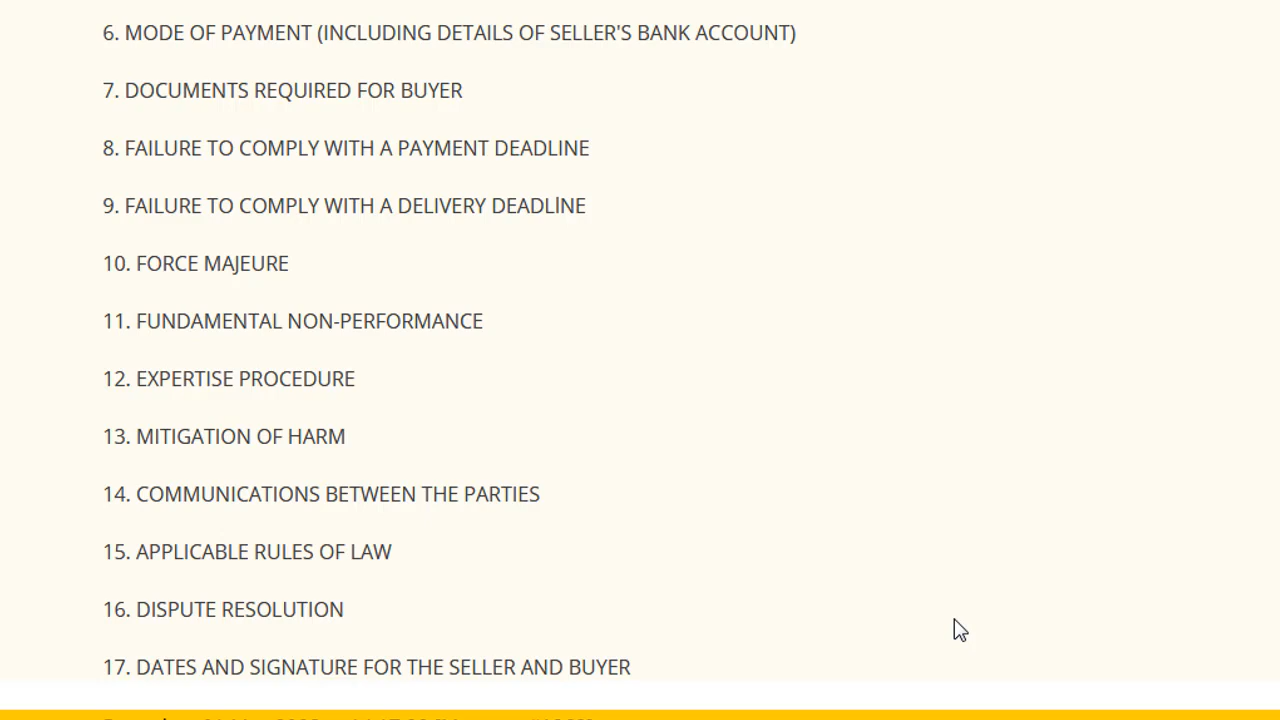 6. MODE OF PAYMENT (INCLUDING DETAILS OF SELLER'S BANK ACCOUNT)
7. DOCUMENTS REQUIRED FOR BUYER
8. FAILURE TO COMPLY WITH A PAYMENT DEADLINE
9. FAILURE TO COMPLY WITH A DELIVERY DEADLlNE
10. FORCE MAJEURE
11. FUNDAMENTAL NON-PERFORMANCE
12. EXPERTISE PROCEDURE
13. MITIGATION OF HARM
14. COMMUNICATIONS BETWEEN THE PARTIES
15. APPLICABLE RULES OF LAW
16. DISPUTE RESOLUTION
17. DATES AND SIGNATURE FOR THE SELLER AND BUYER